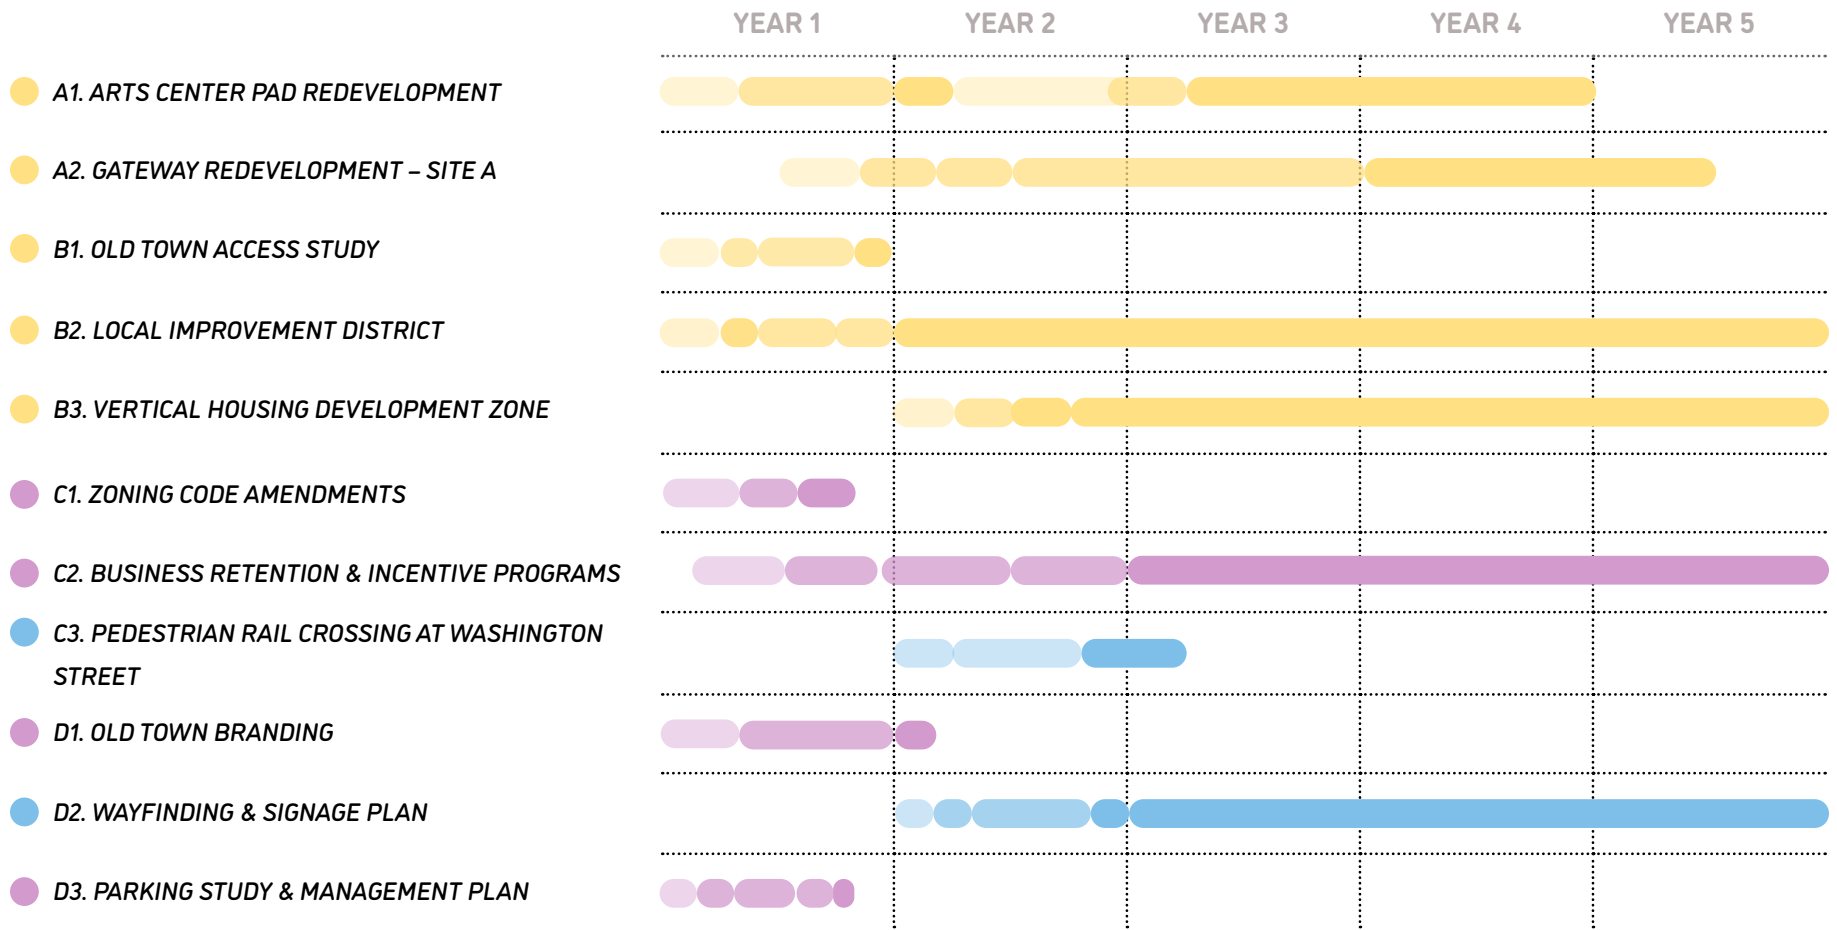 YEAR 1 YEAR 2 YEAR 3 YEAR 4 YEAR 5
A1. ARTS CENTER PAD REDEVELOPMENT
A2. GATEWAY REDEVELOPMENT – SITE A
B1. OLD TOWN ACCESS STUDY
B2. LOCAL IMPROVEMENT DISTRICT
B3. VERTICAL HOUSING DEVELOPMENT ZONE
C1. ZONING CODE AMENDMENTS
C2. BUSINESS RETENTION & INCENTIVE PROGRAMS
C3. PEDESTRIAN RAIL CROSSING AT WASHINGTON
STREET
D1. OLD TOWN BRANDING
D2. WAYFINDING & SIGNAGE PLAN
D3. PARKING STUDY & MANAGEMENT PLAN